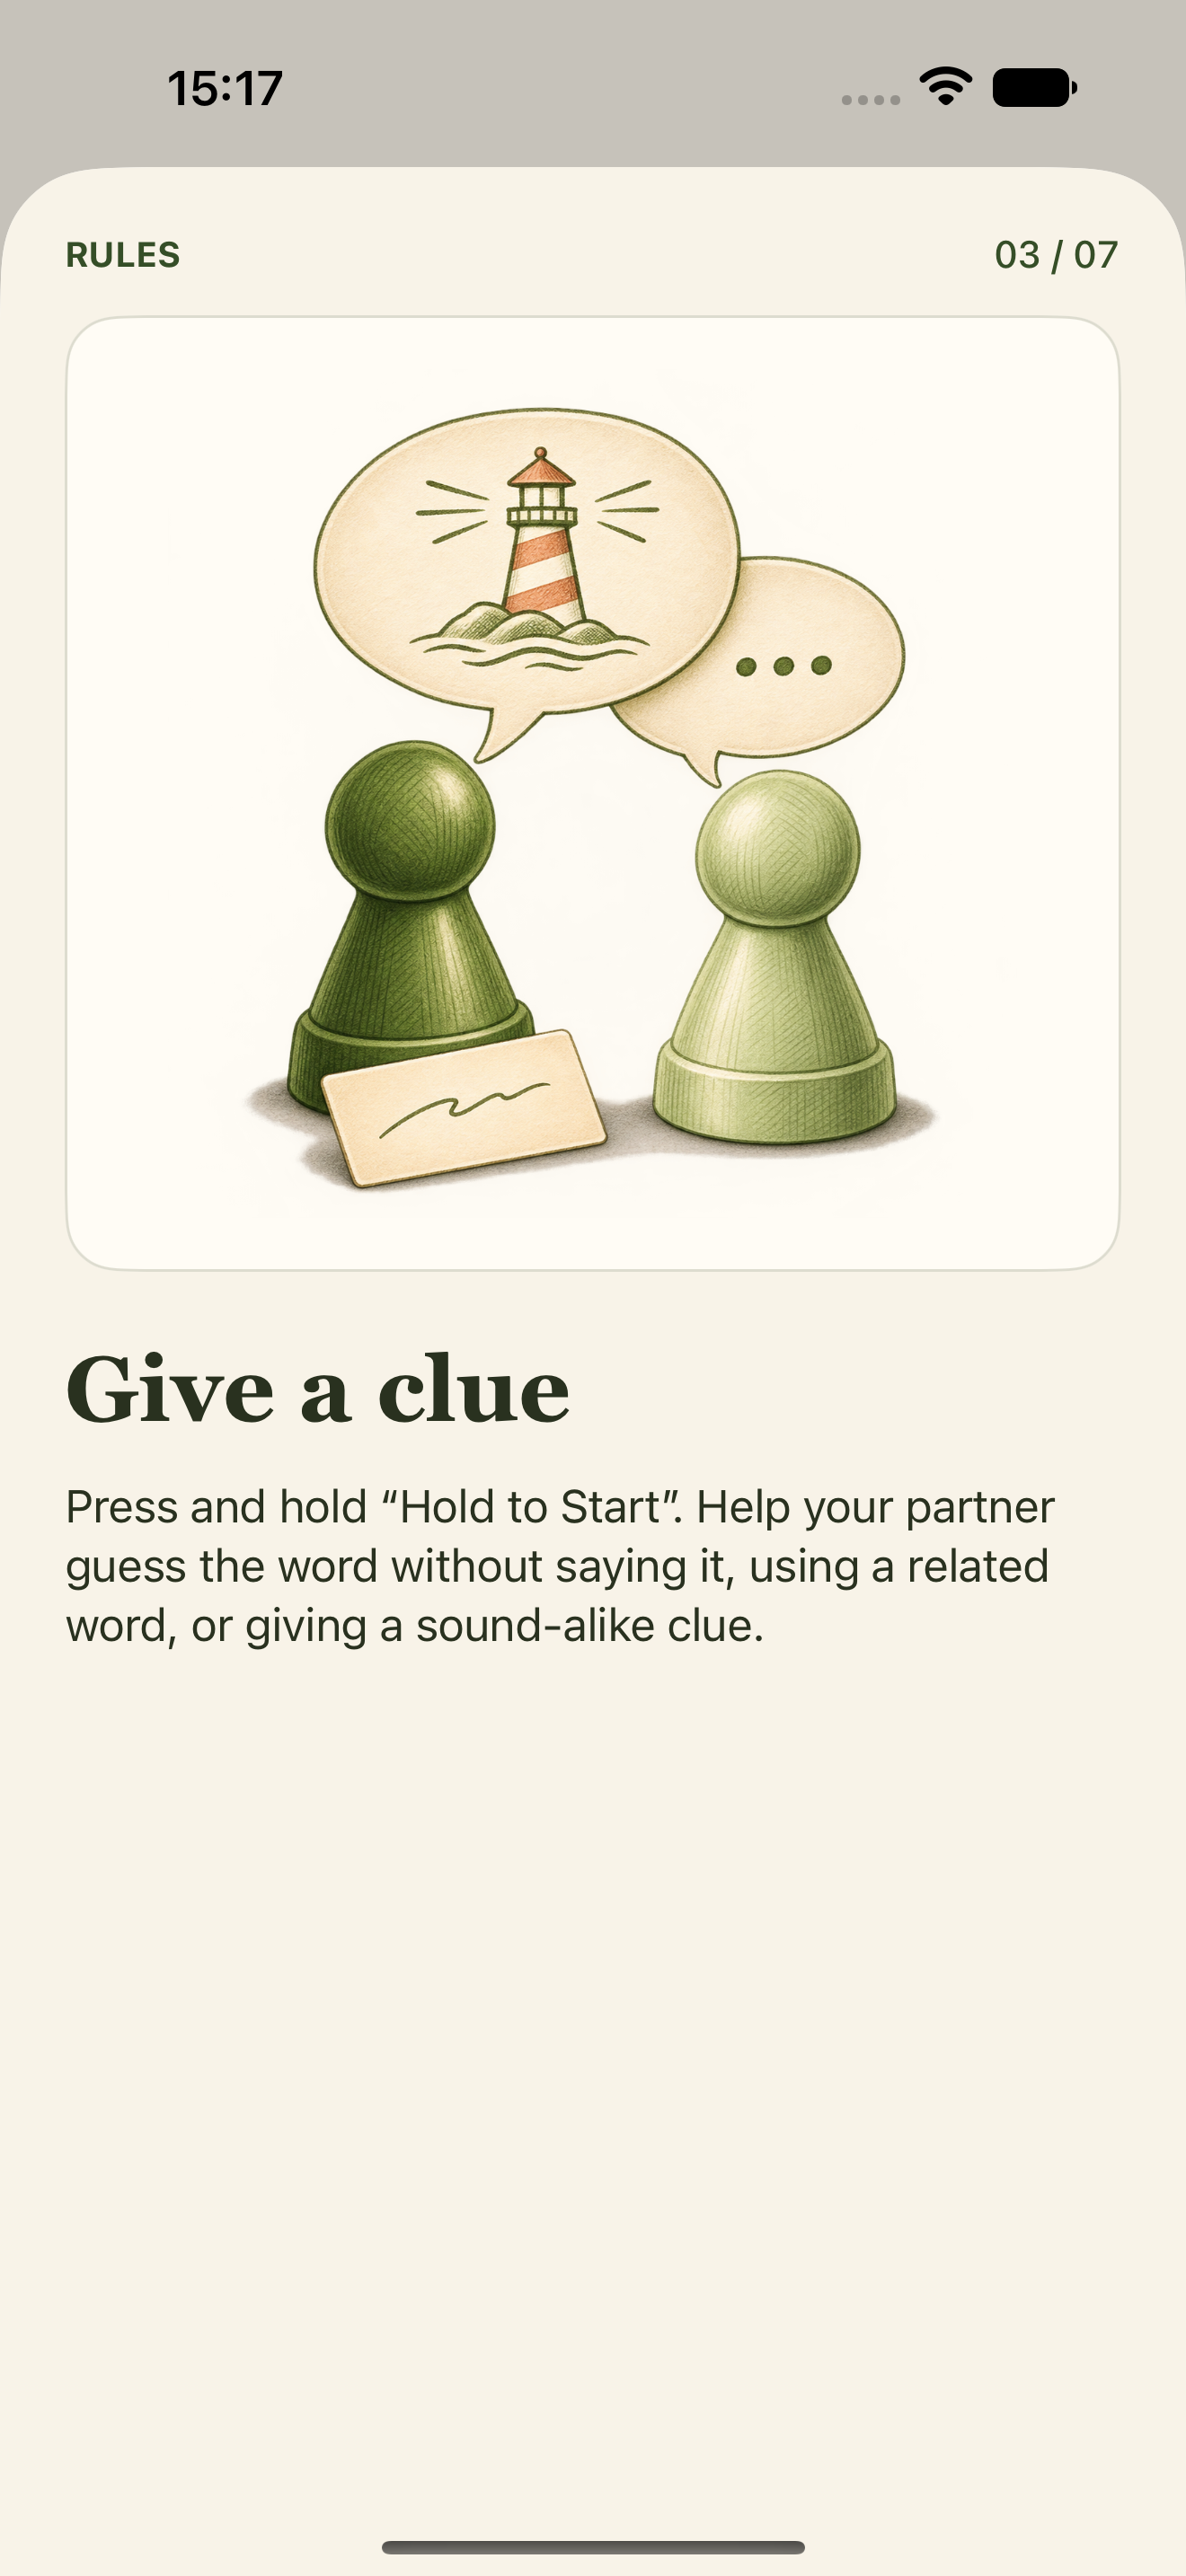 15:17
RULES
03 / 07
Give a clue
Press and hold “Hold to Start”. Help your partner
guess the word without saying it, using a related
word, or giving a sound-alike clue.